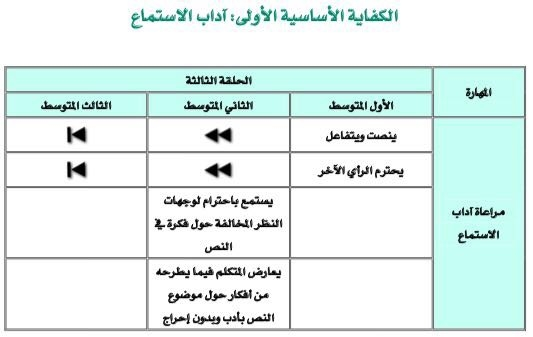 الكفاية الأساسية الأولى: آداب الاستماع
المهارة
الحلقة الثالثة
الأول المتوسط
الثاني المتوسط
الثالث المتوسط
مراعاة آداب
الاستماع
ينصت ويتفاعل
يحترم الرأي الآخر
يستمع باحترام لوجهات
النظر المخالفة حول فكرة في
النص
يعارض المتكلم فيما يطرحه
من أفكار حول موضوع
النص بأدب وبدون إحراج